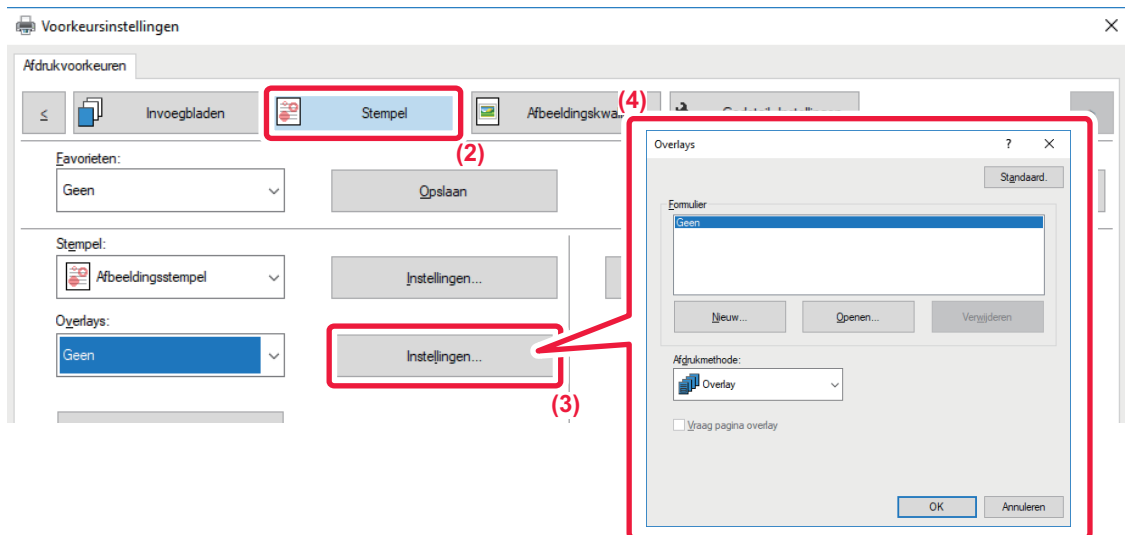 Voorkeursinstellingen
Afdrukvoorkeuren
< Invoegbladen Stempel
(2)
(4)
Favorieten:
Geen Opslaan
Stempel:
Afbeeldingsstempel Instellingen...
Overlays:
Geen Instellingen...
(3)
Overlays ?
Standaard.
Formulier
Geen
Nieuw... Openen... Verwijderen
Afdrukmethode:
Overlay
Vraag pagina overlay
OK Annuleren